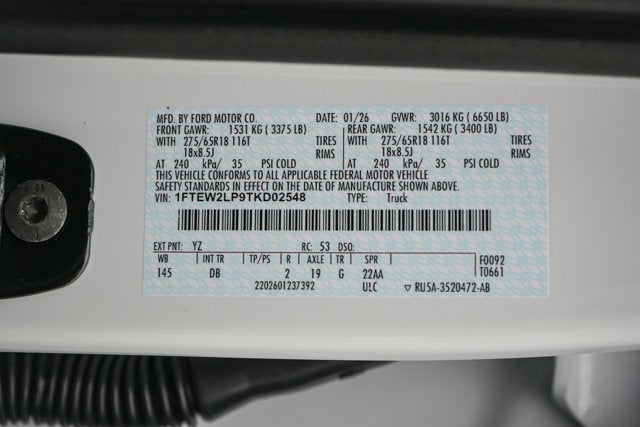 MFD. BY FORD MOTOR CO. DATE: 01/26 GVWR: 3016 KG ( 6650 LB)
FRONT GAWR: 1531 KG ( 3375 LB) REAR GAWR: 1542 KG ( 3400 LB)
WITH 275/65R18 116T TIRES WITH 275/65R18 116T TIRES
18x8.5J RIMS 18x8.5J RIMS
AT 240 kPa/ 35 PSI COLD AT 240 kPa/ 35 PSI COLD
THIS VEHICLE CONFORMS TO ALL APPLICABLE FEDERAL MOTOR VEHICLE
SAFETY STANDARDS IN EFFECT ON THE DATE OF MANUFACTURE SHOWN ABOVE.
VIN: 1FTEW2LP9TKD02548 TYPE: Truck
EXT PNT: YZ RC: 53 DSO:
WB INT TR TP/PS R AXLE TR SPR F0092
145 DB 2 19 G 22AA T0661
2202601237392 ULC ▽ RU5A-3520472-AB